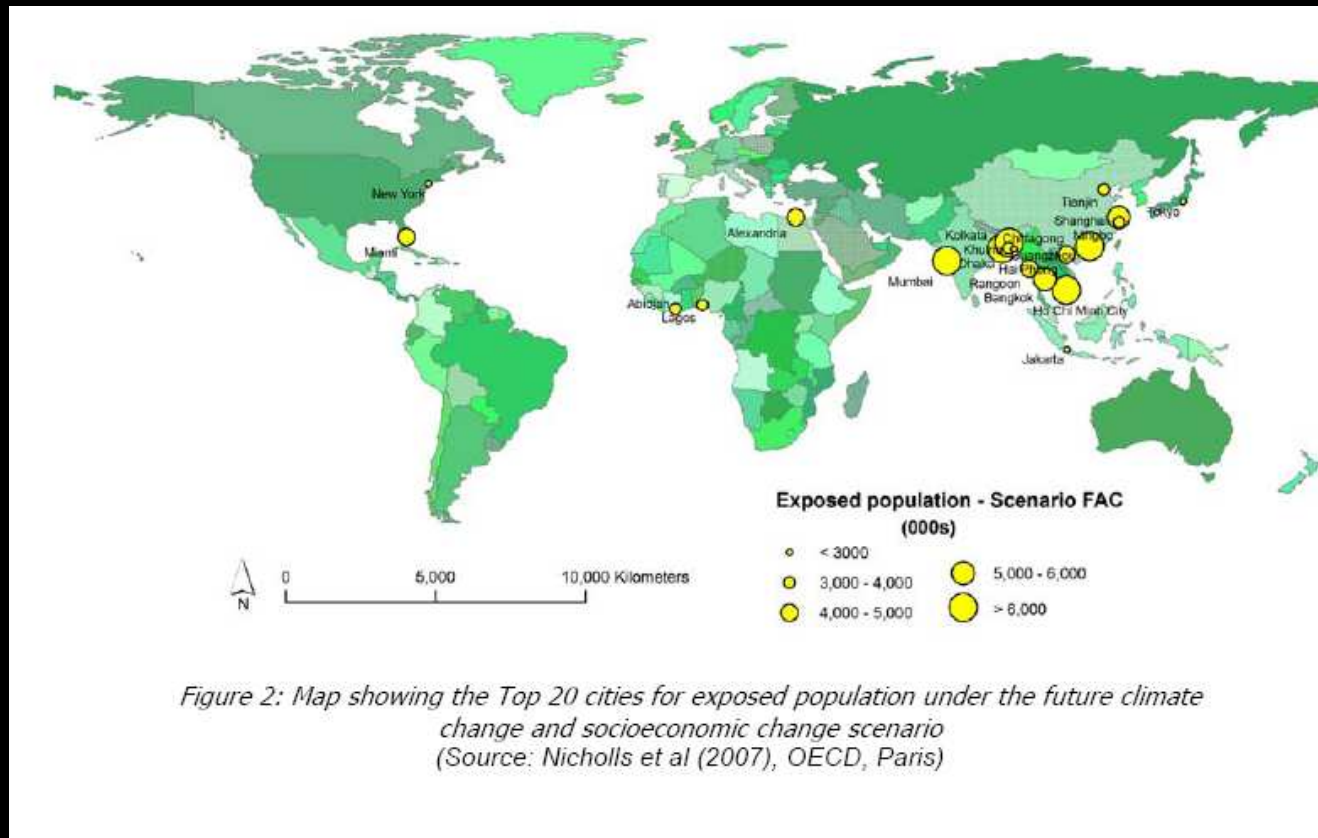 New York
Miami
Alexandria
Abidjan
Lagos
Tianjin
Shanghai
Tokyo
Kolkata
Chittagong
Ningbo
Khulna
Guangzhou
Dhaka
Hai Phong
Mumbai
Rangoon
Bangkok
Ho Chi Minh City
Jakarta
Exposed population - Scenario FAC
(000s)
< 3000
3,000 - 4,000
4,000 - 5,000
5,000 - 6,000
> 6,000
N
0 5,000 10,000 Kilometers
Figure 2: Map showing the Top 20 cities for exposed population under the future climate
change and socioeconomic change scenario
(Source: Nicholls et al (2007), OECD, Paris)